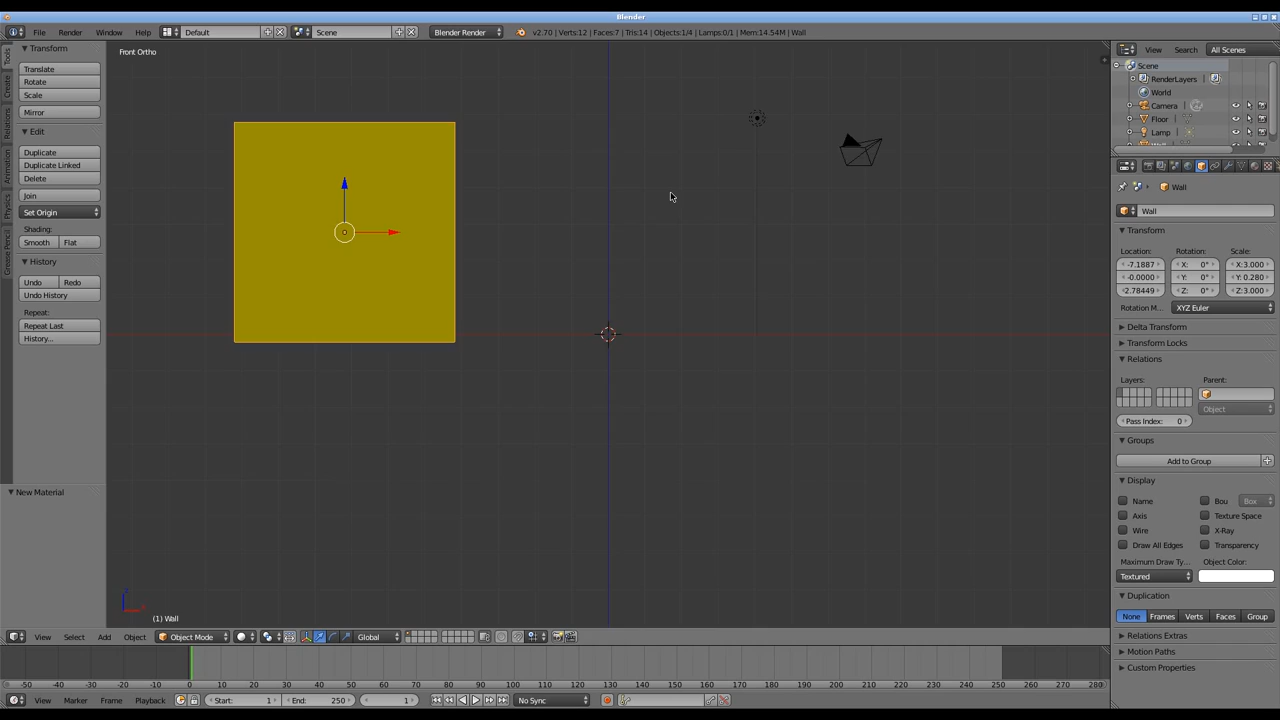 Blender
File Render Window Help Default Scene Blender Render v2.70 | Verts:12 | Faces:7 | Tris:14 | Objects:1/4 | Lamps:0/1 | Mem:14.54M | Wall
Tools
Create
Relations
Animation
Physics
Grease Pencil
Transform
Translate
Rotate
Scale
Mirror
Edit
Duplicate
Duplicate Linked
Delete
Join
Set Origin
Shading:
Smooth Flat
History
Undo Redo
Undo History
Repeat:
Repeat Last
History...
New Material
Front Ortho
(1) Wall
View Search All Scenes
Scene
RenderLayers
World
Camera
Floor
Lamp
Wall
Wall
Transform
Location: Rotation: Scale:
-7.1887 X: 0° X:3.000
-0.0000 Y: 0° Y: 0.280
2.78449 Z: 0° Z:3.000
Rotation M... XYZ Euler
Delta Transform
Transform Locks
Relations
Layers: Parent:
Object
Pass Index: 0
Groups
Add to Group
Display
Name Bou Box
Axis Texture Space
Wire X-Ray
Draw All Edges Transparency
Maximum Draw Ty... Object Color:
Textured
Duplication
None Frames Verts Faces Group
Relations Extras
Motion Paths
Custom Properties
View Select Add Object Object Mode Global
-50 -40 -30 -20 -10 0 10 20 30 40 50 60 70 80 90 100 110 120 130 140 150 160 170 180 190 200 210 220 230 240 250 260 270 280
View Marker Frame Playback Start: 1 End: 250 1 No Sync